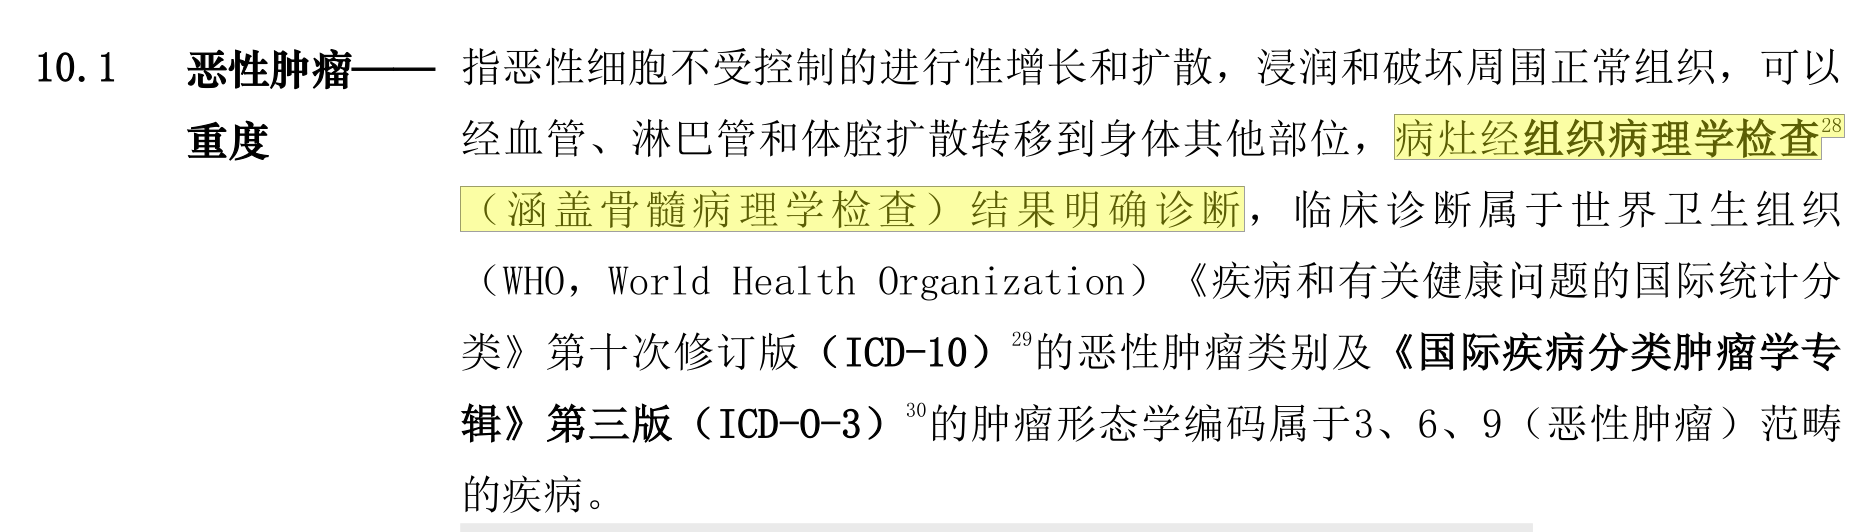 10.1 恶性肿瘤—— 指恶性细胞不受控制的进行性增长和扩散，浸润和破坏周围正常组织，可以
重度 经血管、淋巴管和体腔扩散转移到身体其他部位，病灶经组织病理学检查28
（涵盖骨髓病理学检查）结果明确诊断，临床诊断属于世界卫生组织
（WHO，World Health Organization）《疾病和有关健康问题的国际统计分
类》第十次修订版（ICD-10）29的恶性肿瘤类别及《国际疾病分类肿瘤学专
辑》第三版（ICD-O-3）30的肿瘤形态学编码属于3、6、9（恶性肿瘤）范畴
的疾病。